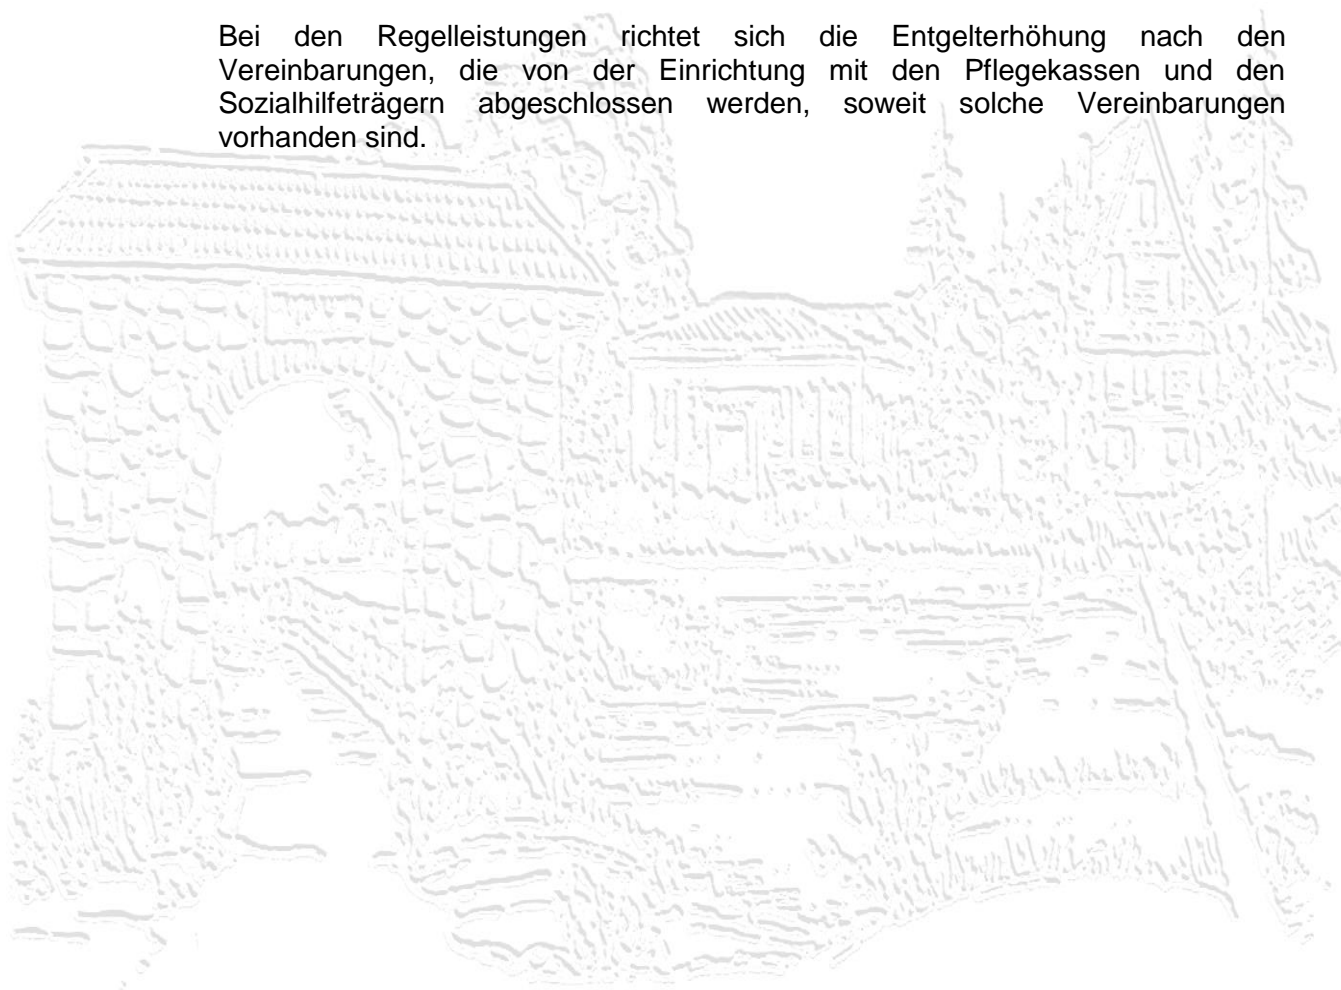 Bei den Regelleistungen richtet sich die Entgelterhöhung nach den
Vereinbarungen, die von der Einrichtung mit den Pflegekassen und den
Sozialhilfeträgern abgeschlossen werden, soweit solche Vereinbarungen
vorhanden sind.